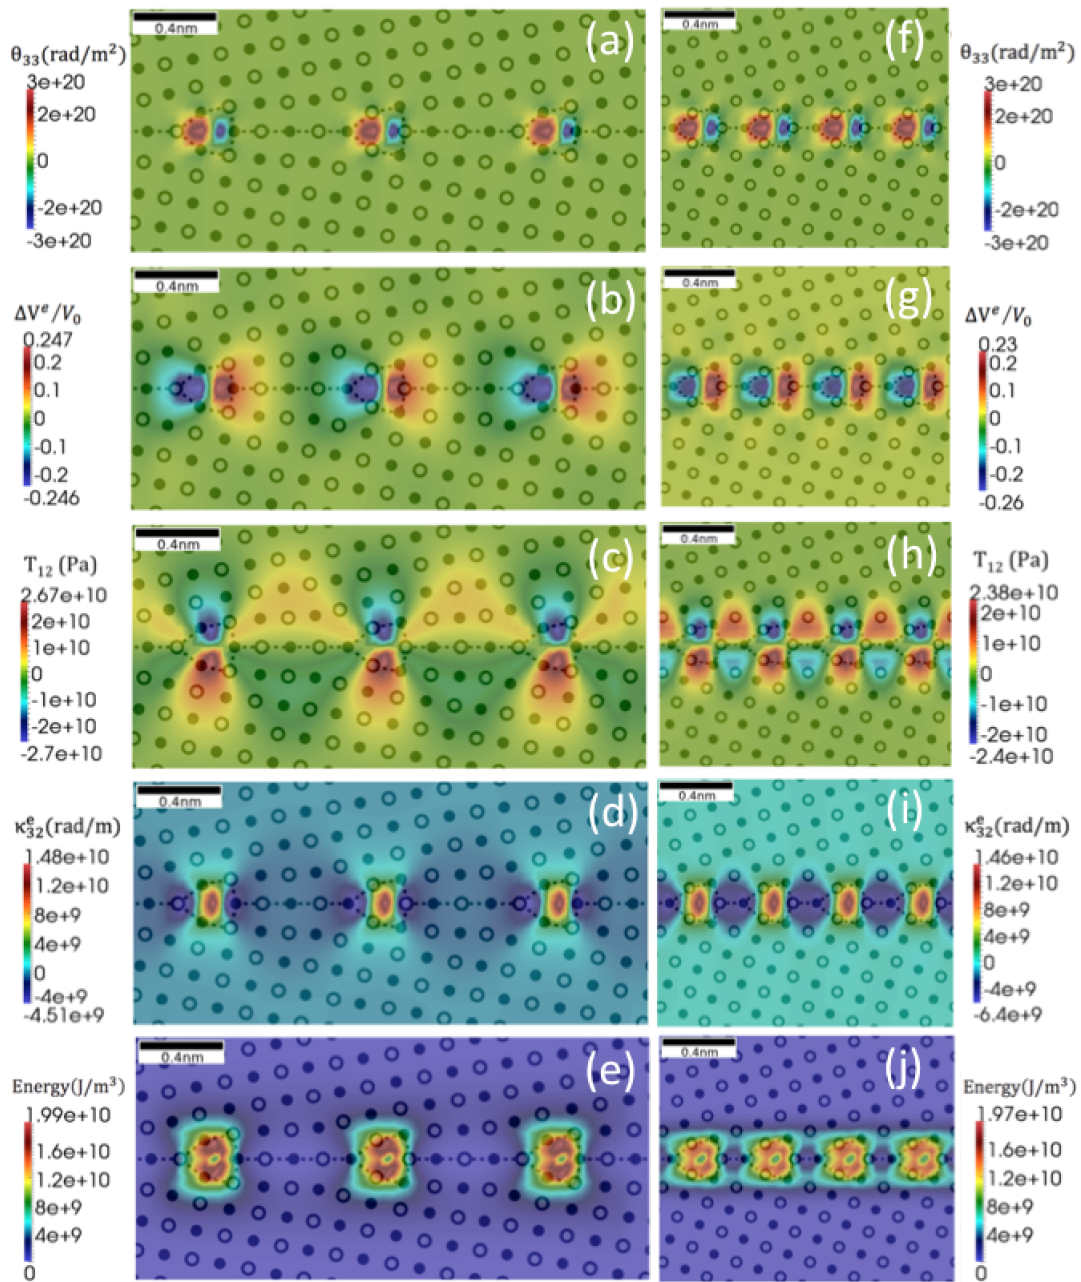 0.4nm
(a)
θ₃₃(rad/m²)
3e+20
2e+20
0
-2e+20
-3e+20
0.4nm
(f)
θ₃₃(rad/m²)
3e+20
2e+20
0
-2e+20
-3e+20
0.4nm
(b)
ΔVᵉ/V₀
0.247
0.2
0.1
0
-0.1
-0.2
-0.246
0.4nm
(g)
ΔVᵉ/V₀
0.23
0.2
0.1
0
-0.1
-0.2
-0.26
0.4nm
(c)
T₁₂ (Pa)
2.67e+10
2e+10
1e+10
0
-1e+10
-2e+10
-2.7e+10
0.4nm
(h)
T₁₂ (Pa)
2.38e+10
2e+10
1e+10
0
-1e+10
-2e+10
-2.4e+10
0.4nm
(d)
κᵉ₃₂(rad/m)
1.48e+10
1.2e+10
8e+9
4e+9
0
-4e+9
-4.51e+9
0.4nm
(i)
κᵉ₃₂(rad/m)
1.46e+10
1.2e+10
8e+9
4e+9
0
-4e+9
-6.4e+9
0.4nm
(e)
Energy(J/m³)
1.99e+10
1.6e+10
1.2e+10
8e+9
4e+9
0
0.4nm
(j)
Energy(J/m³)
1.97e+10
1.6e+10
1.2e+10
8e+9
4e+9
0